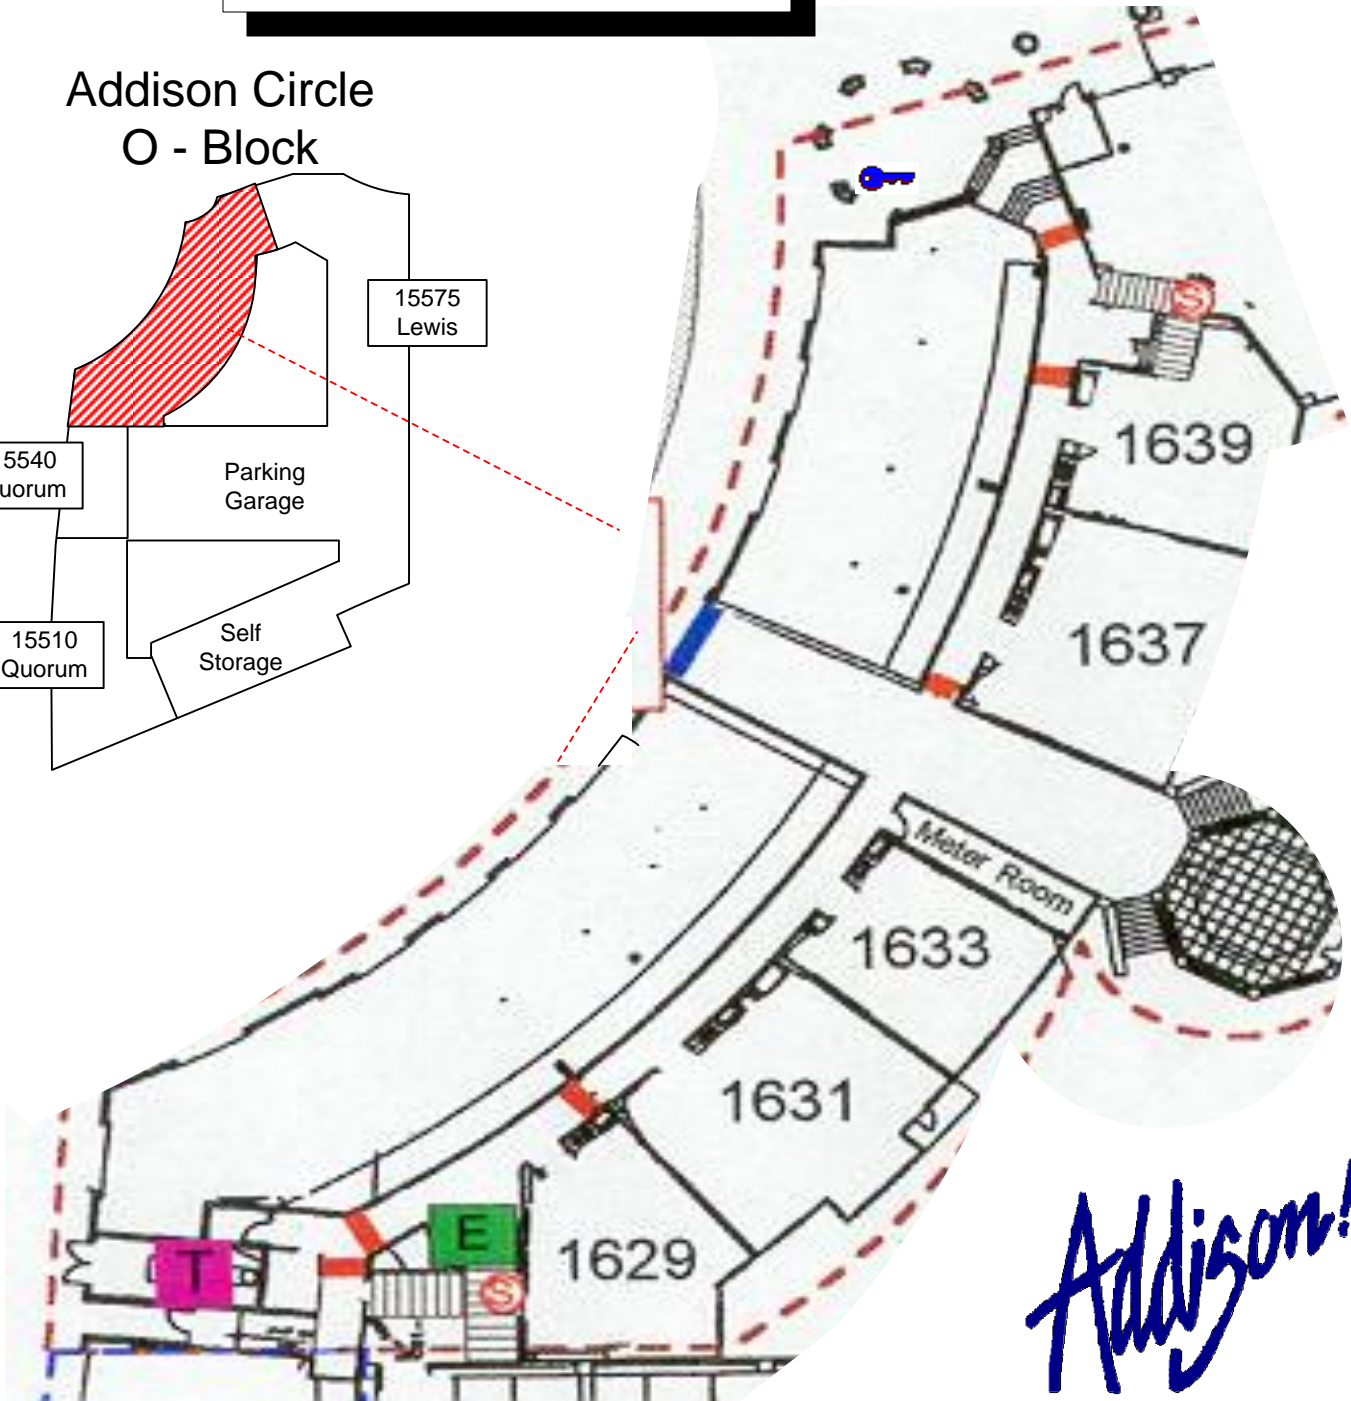 Addison Circle
O - Block
15575
Lewis
5540
uorum
Parking
Garage
15510
Quorum
Self
Storage
S
1639
1637
Meter Room
1633
1631
E
1629
T
S
Addison!